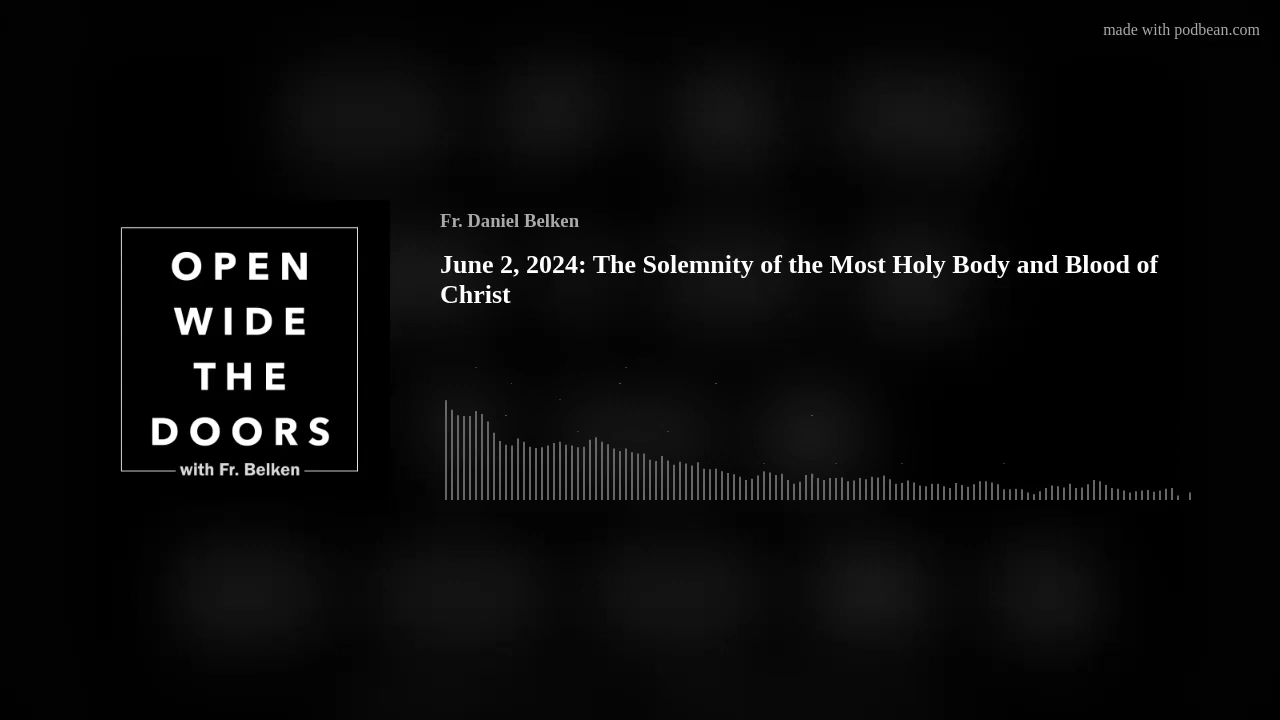 made with podbean.com
OPEN
WIDE
THE
DOORS
with Fr. Belken
Fr. Daniel Belken
June 2, 2024: The Solemnity of the Most Holy Body and Blood of
Christ